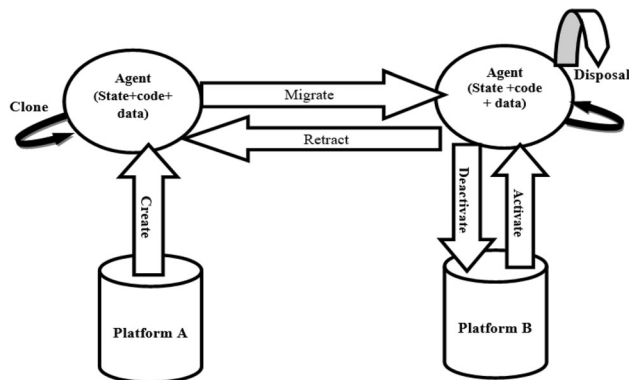 Agent
(State+code+
data)
Clone
Migrate
Retract
Agent
(State +code
+ data)
Disposal
Create
Deactivate
Activate
Platform A
Platform B